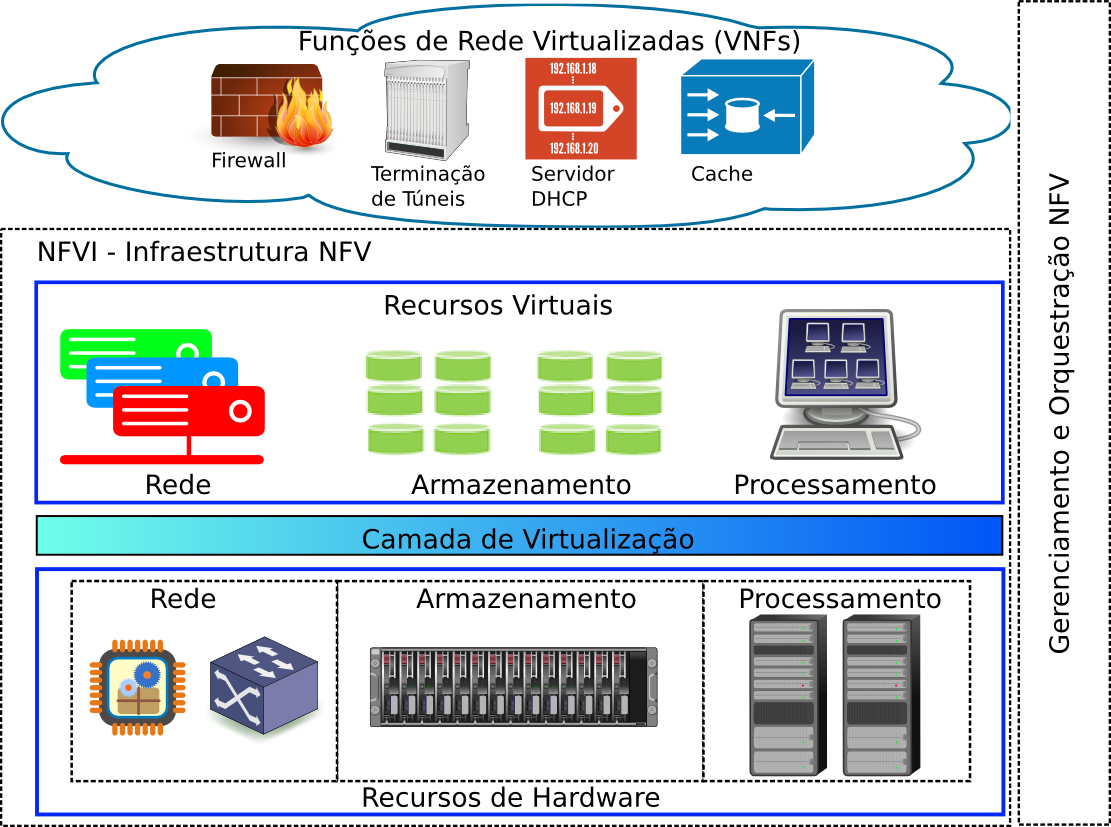 Funções de Rede Virtualizadas (VNFs)
192.168.1.18
192.168.1.19
192.168.1.20
Firewall
Terminação
de Túneis
Servidor
DHCP
Cache
NFVI - Infraestrutura NFV
Recursos Virtuais
Rede
Armazenamento
Processamento
Camada de Virtualização
Rede
Armazenamento
Processamento
Recursos de Hardware
Gerenciamento e Orquestração NFV